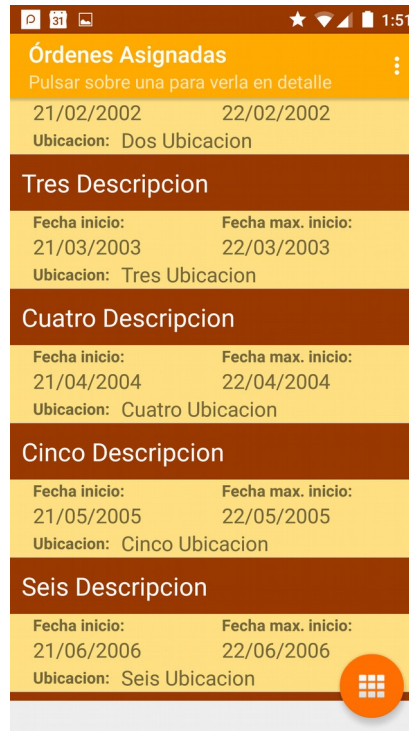 31
1:51
Órdenes Asignadas
Pulsar sobre una para verla en detalle
21/02/2002 22/02/2002
Ubicacion: Dos Ubicacion
Tres Descripcion
Fecha inicio: Fecha max. inicio:
21/03/2003 22/03/2003
Ubicacion: Tres Ubicacion
Cuatro Descripcion
Fecha inicio: Fecha max. inicio:
21/04/2004 22/04/2004
Ubicacion: Cuatro Ubicacion
Cinco Descripcion
Fecha inicio: Fecha max. inicio:
21/05/2005 22/05/2005
Ubicacion: Cinco Ubicacion
Seis Descripcion
Fecha inicio: Fecha max. inicio:
21/06/2006 22/06/2006
Ubicacion: Seis Ubicacion